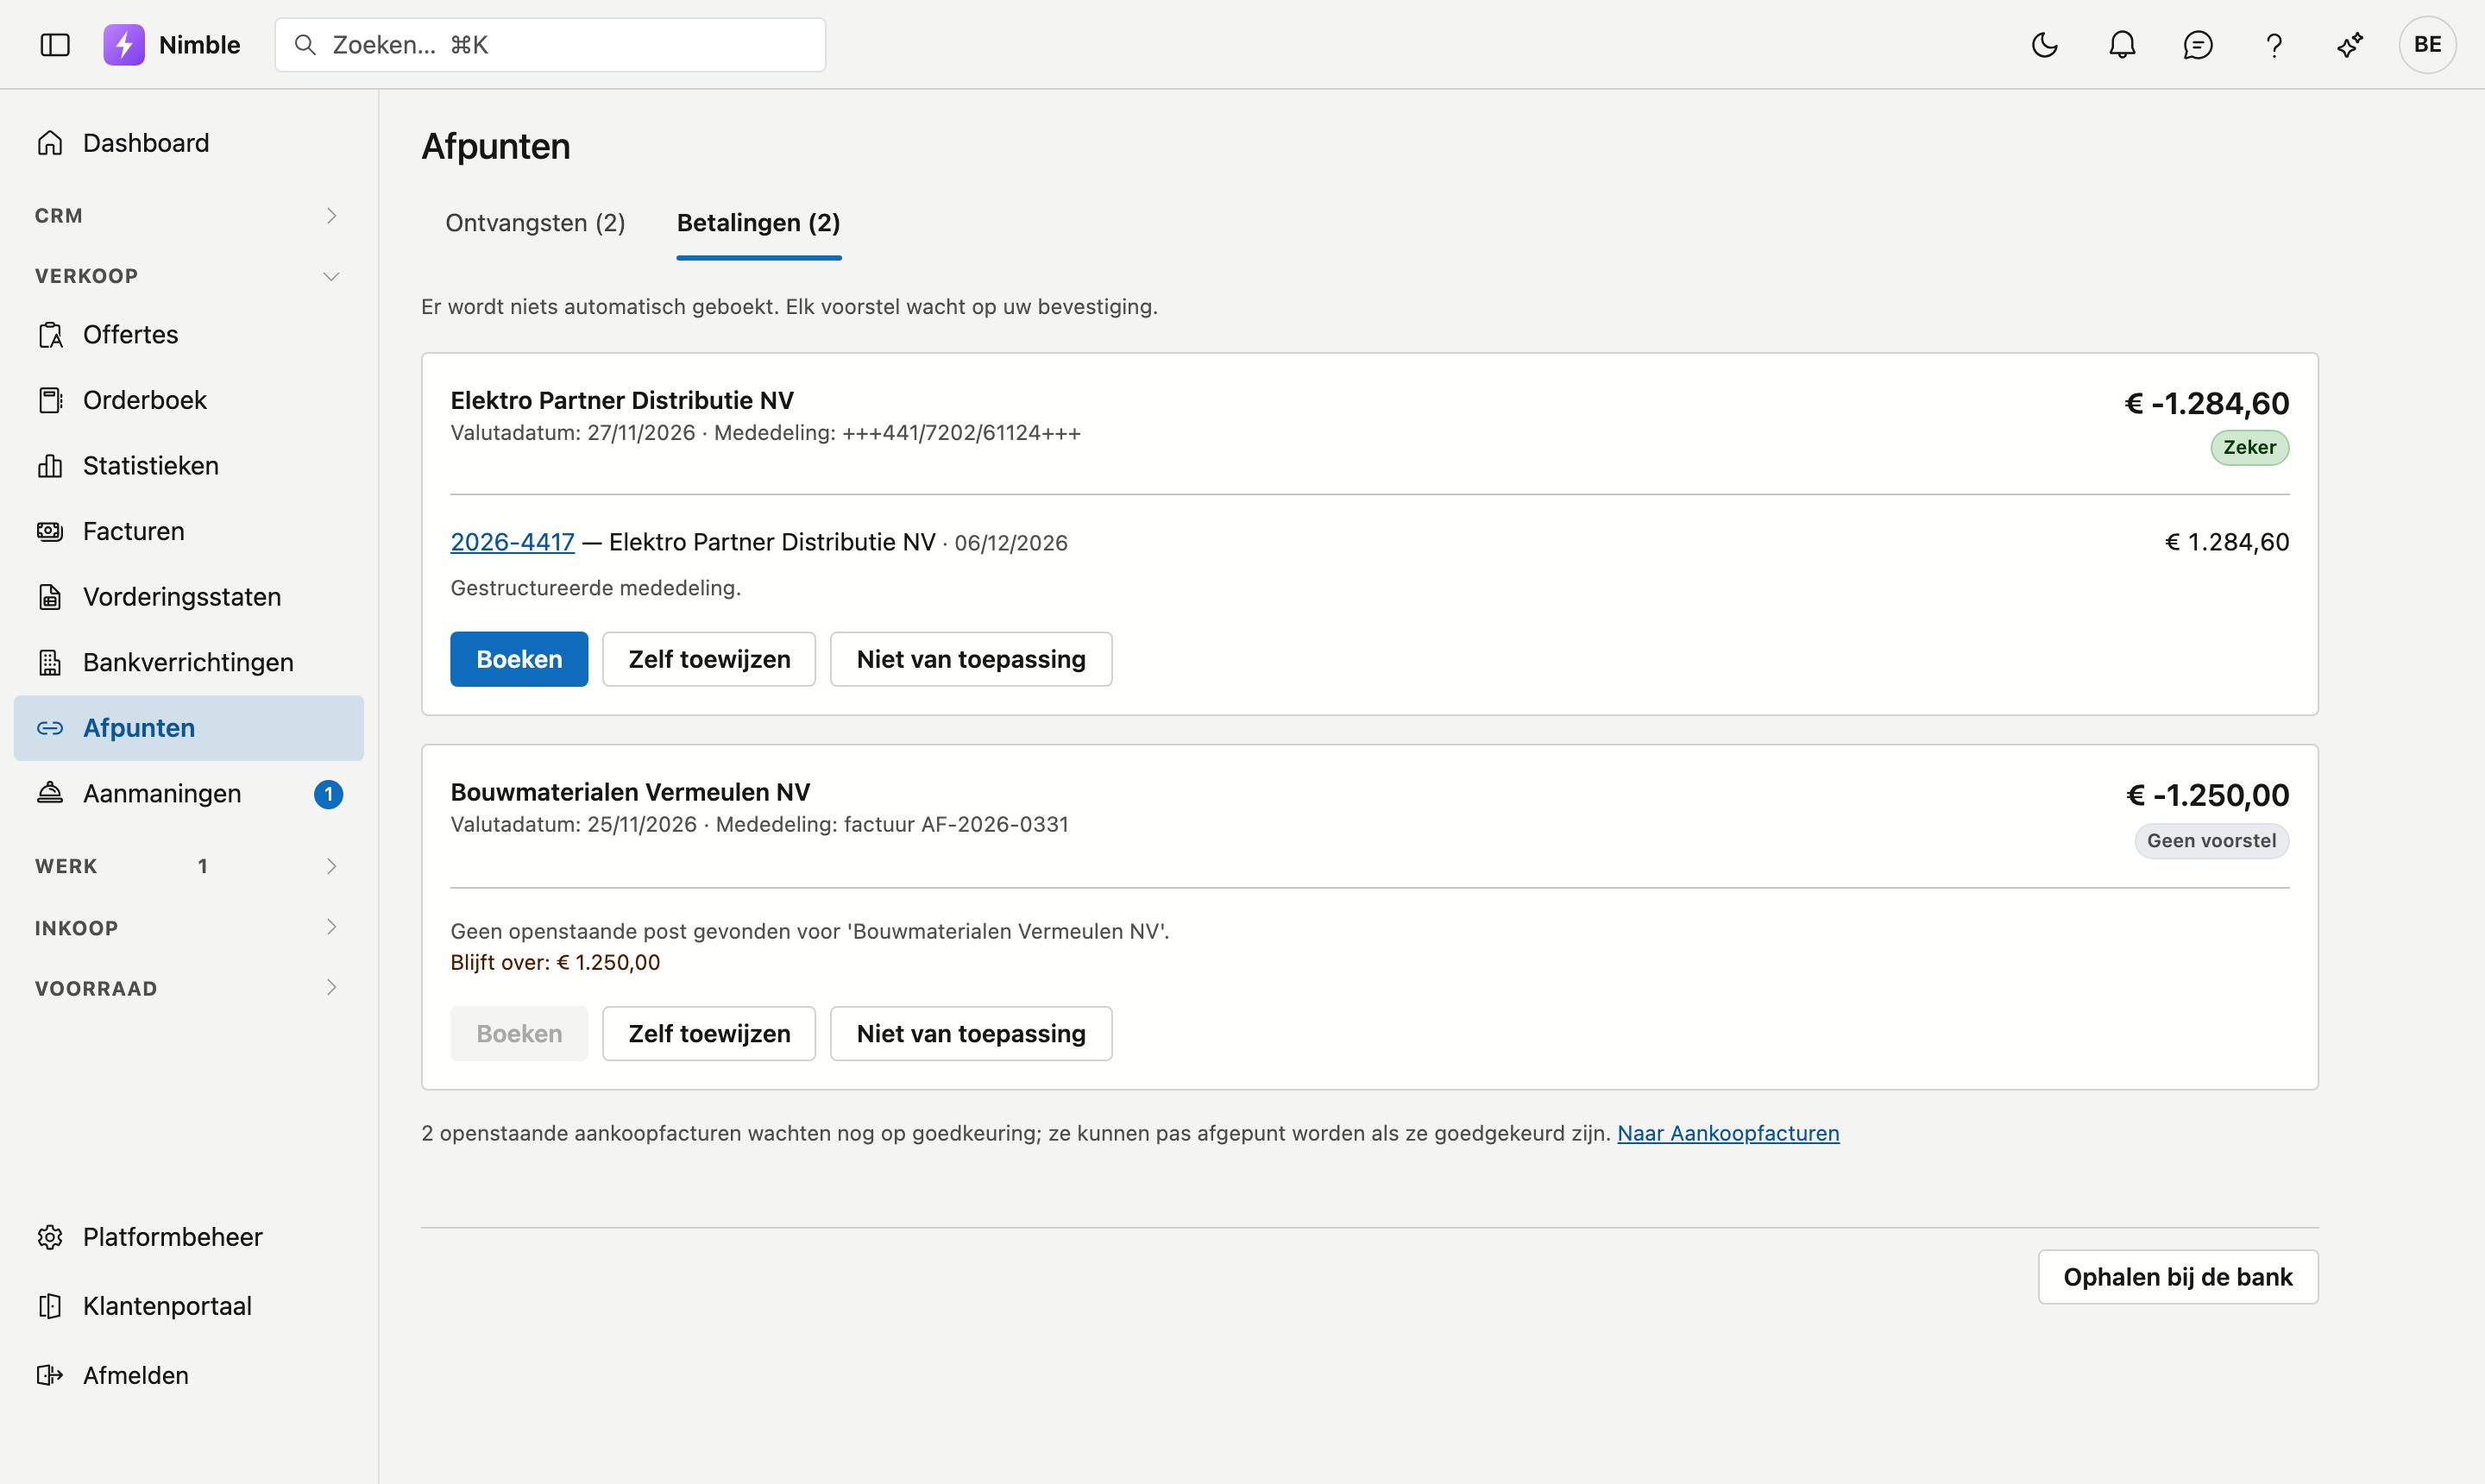 Nimble
Zoeken... ⌘K
BE
Dashboard
CRM
VERKOOP
Offertes
Orderboek
Statistieken
Facturen
Vorderingsstaten
Bankverrichtingen
Afpunten
Aanmaningen 1
WERK 1
INKOOP
VOORRAAD
Platformbeheer
Klantenportaal
Afmelden
Afpunten
Ontvangsten (2) Betalingen (2)
Er wordt niets automatisch geboekt. Elk voorstel wacht op uw bevestiging.
Elektro Partner Distributie NV € -1.284,60
Valutadatum: 27/11/2026 · Mededeling: +++441/7202/61124+++
Zeker
2026-4417 — Elektro Partner Distributie NV · 06/12/2026 € 1.284,60
Gestructureerde mededeling.
Boeken Zelf toewijzen Niet van toepassing
Bouwmaterialen Vermeulen NV € -1.250,00
Valutadatum: 25/11/2026 · Mededeling: factuur AF-2026-0331
Geen voorstel
Geen openstaande post gevonden voor 'Bouwmaterialen Vermeulen NV'.
Blijft over: € 1.250,00
Boeken Zelf toewijzen Niet van toepassing
2 openstaande aankoopfacturen wachten nog op goedkeuring; ze kunnen pas afgepunt worden als ze goedgekeurd zijn. Naar Aankoopfacturen
Ophalen bij de bank